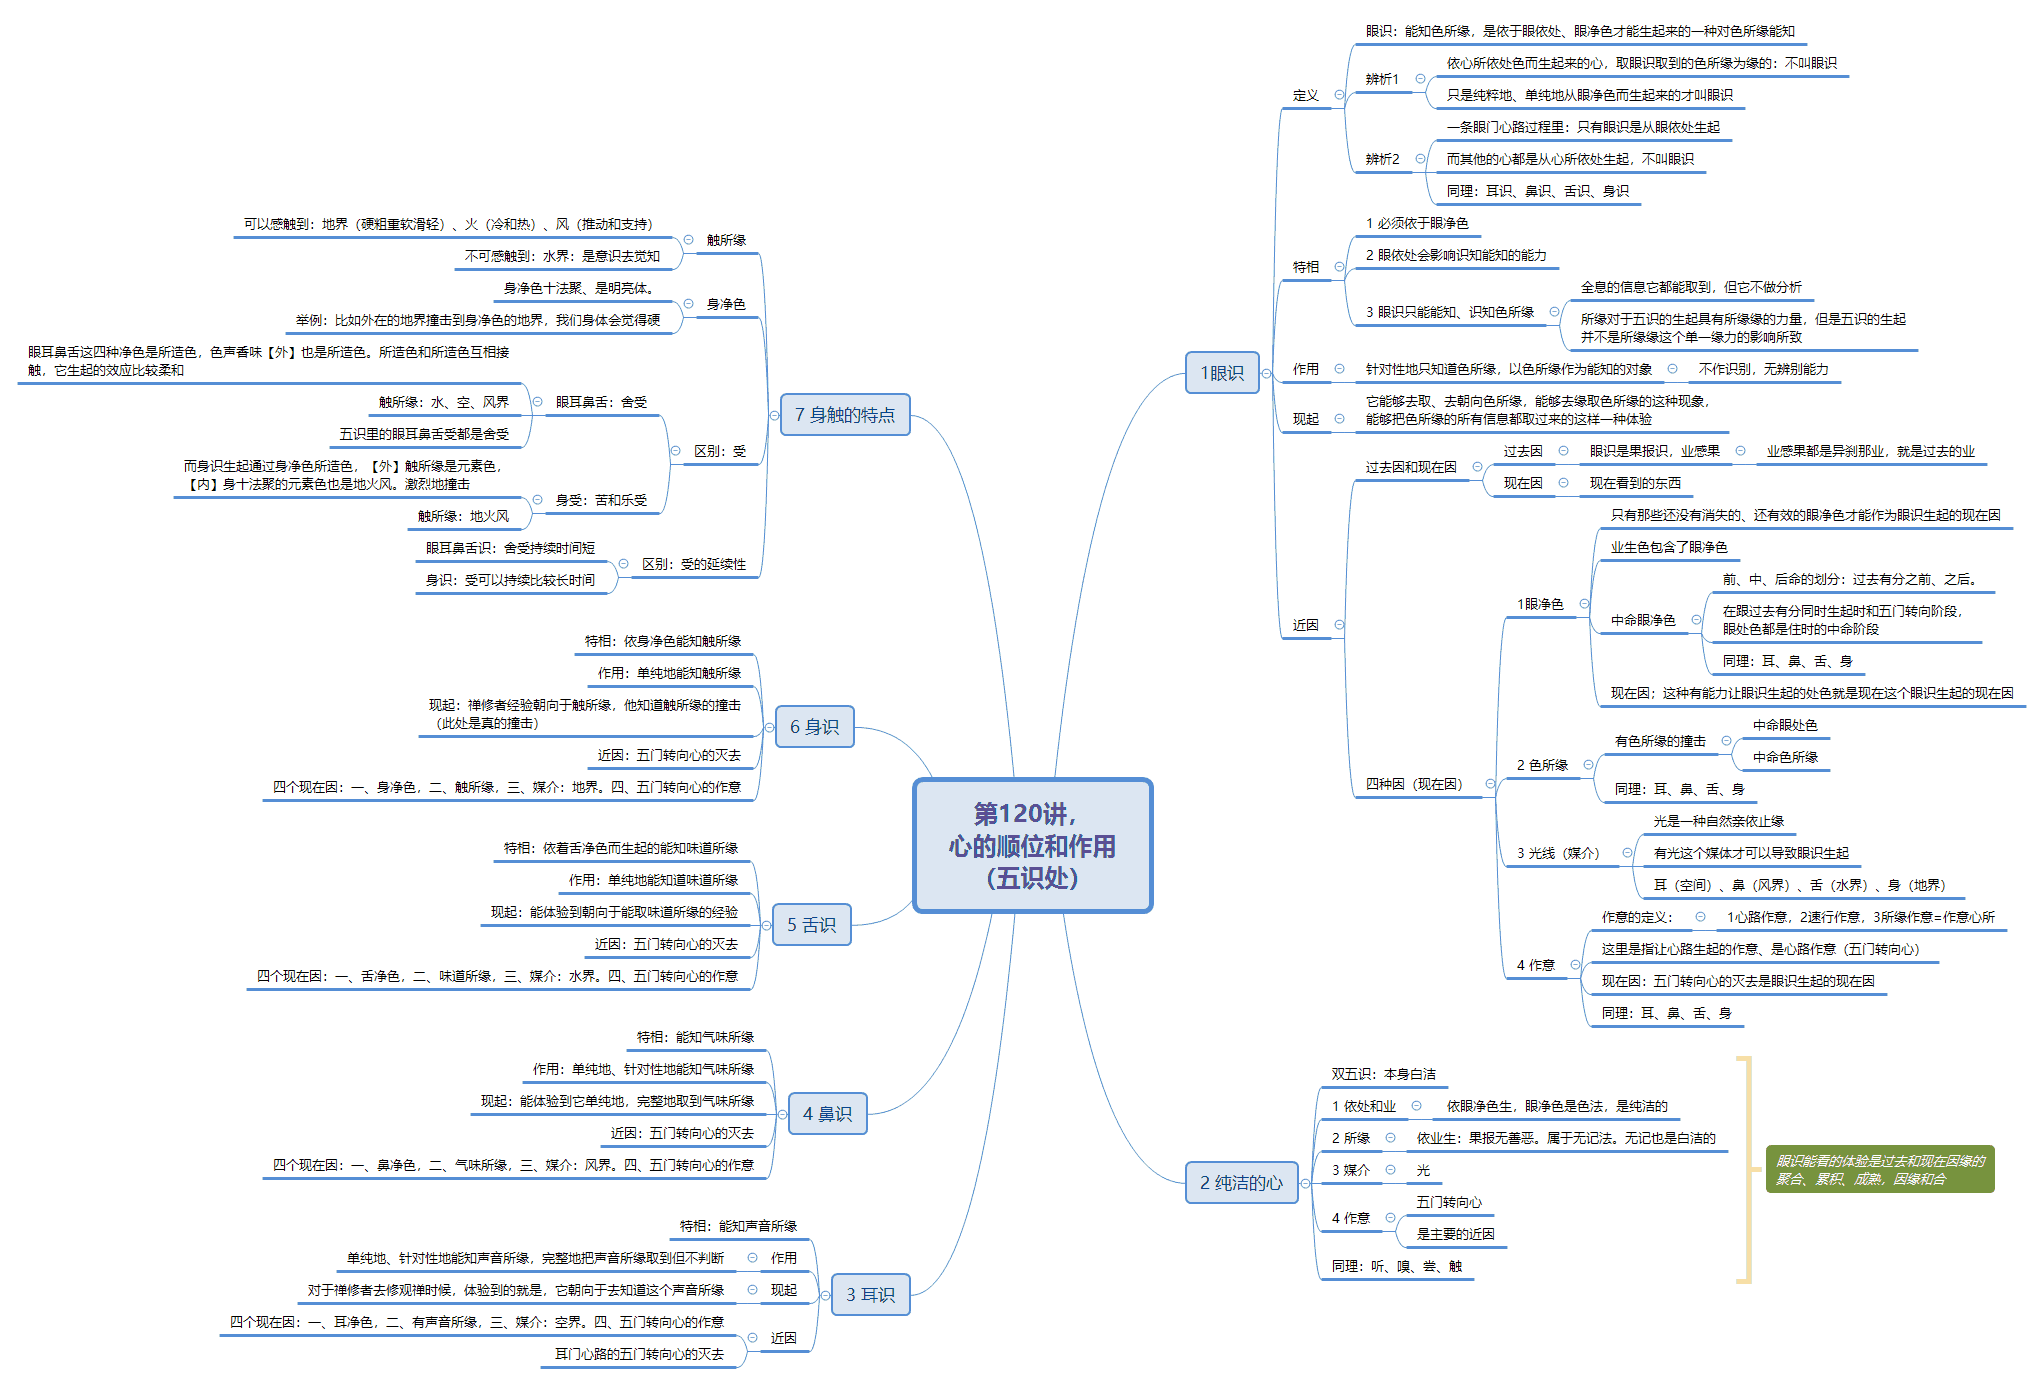 第120讲，
心的顺位和作用
（五识处）
1眼识
定义
眼识：能知色所缘，是依于眼依处、眼净色才能生起来的一种对色所缘能知
辨析1
依心所依处色而生起来的心，取眼识取到的色所缘为缘的：不叫眼识
只是纯粹地、单纯地从眼净色而生起来的才叫眼识
辨析2
一条眼门心路过程里：只有眼识是从眼依处生起
而其他的心都是从心所依处生起，不叫眼识
同理：耳识、鼻识、舌识、身识
特相
1 必须依于眼净色
2 眼依处会影响识知能知的能力
3 眼识只能能知、识知色所缘
全息的信息它都能取到，但它不做分析
所缘对于五识的生起具有所缘缘的力量，但是五识的生起
并不是所缘缘这个单一缘力的影响所致
作用
针对性地只知道色所缘，以色所缘作为能知的对象
不作识别，无辨别能力
现起
它能够去取、去朝向色所缘，能够去缘取色所缘的这种现象，
能够把色所缘的所有信息都取过来的这样一种体验
近因
过去因和现在因
过去因
眼识是果报识，业感果
业感果都是异刹那业，就是过去的业
现在因
现在看到的东西
四种因（现在因）
1眼净色
只有那些还没有消失的、还有效的眼净色才能作为眼识生起的现在因
业生色包含了眼净色
中命眼净色
前、中、后命的划分：过去有分之前、之后。
在跟过去有分同时生起时和五门转向阶段，
眼处色都是住时的中命阶段
同理：耳、鼻、舌、身
现在因；这种有能力让眼识生起的处色就是现在这个眼识生起的现在因
2 色所缘
有色所缘的撞击
中命眼处色
中命色所缘
同理：耳、鼻、舌、身
3 光线（媒介）
光是一种自然亲依止缘
有光这个媒体才可以导致眼识生起
耳（空间）、鼻（风界）、舌（水界）、身（地界）
4 作意
作意的定义：
1心路作意，2速行作意，3所缘作意=作意心所
这里是指让心路生起的作意、是心路作意（五门转向心）
现在因：五门转向心的灭去是眼识生起的现在因
同理：耳、鼻、舌、身
2 纯洁的心
双五识：本身白洁
1 依处和业
依眼净色生，眼净色是色法，是纯洁的
2 所缘
依业生：果报无善恶。属于无记法。无记也是白洁的
3 媒介
光
4 作意
五门转向心
是主要的近因
同理：听、嗅、尝、触
眼识能看的体验是过去和现在因缘的
聚合、累积、成熟，因缘和合
3 耳识
特相：能知声音所缘
作用
单纯地、针对性地能知声音所缘，完整地把声音所缘取到但不判断
现起
对于禅修者去修观禅时候，体验到的就是，它朝向于去知道这个声音所缘
近因
四个现在因：一、耳净色，二、有声音所缘，三、媒介：空界。四、五门转向心的作意
耳门心路的五门转向心的灭去
4 鼻识
特相：能知气味所缘
作用：单纯地、针对性地能知气味所缘
现起：能体验到它单纯地，完整地取到气味所缘
近因：五门转向心的灭去
四个现在因：一、鼻净色，二、气味所缘，三、媒介：风界。四、五门转向心的作意
5 舌识
特相：依着舌净色而生起的能知味道所缘
作用：单纯地能知道味道所缘
现起：能体验到朝向于能取味道所缘的经验
近因：五门转向心的灭去
四个现在因：一、舌净色，二、味道所缘，三、媒介：水界。四、五门转向心的作意
6 身识
特相：依身净色能知触所缘
作用：单纯地能知触所缘
现起：禅修者经验朝向于触所缘，他知道触所缘的撞击
（此处是真的撞击）
近因：五门转向心的灭去
四个现在因：一、身净色，二、触所缘，三、媒介：地界。四、五门转向心的作意
7 身触的特点
触所缘
可以感触到：地界（硬粗重软滑轻）、火（冷和热）、风（推动和支持）
不可感触到：水界：是意识去觉知
身净色
身净色十法聚、是明亮体。
举例：比如外在的地界撞击到身净色的地界，我们身体会觉得硬
区别：受
眼耳鼻舌：舍受
眼耳鼻舌这四种净色是所造色，色声香味【外】也是所造色。所造色和所造色互相接
触，它生起的效应比较柔和
触所缘：水、空、风界
五识里的眼耳鼻舌受都是舍受
身受：苦和乐受
而身识生起通过身净色所造色，【外】触所缘是元素色，
【内】身十法聚的元素色也是地火风。激烈地撞击
触所缘：地火风
区别：受的延续性
眼耳鼻舌识：舍受持续时间短
身识：受可以持续比较长时间